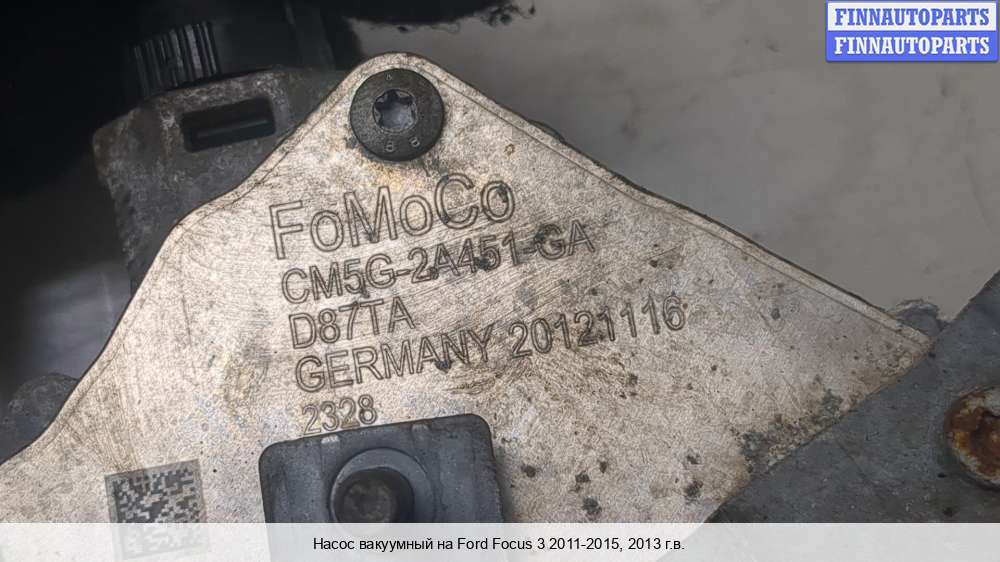 FINNAUTOPARTS
FINNAUTOPARTS
FoMoCo
CM5G-2A451-GA
D87TA
GERMANY 20121116
2328
Насос вакуумный на Ford Focus 3 2011-2015, 2013 г.в.